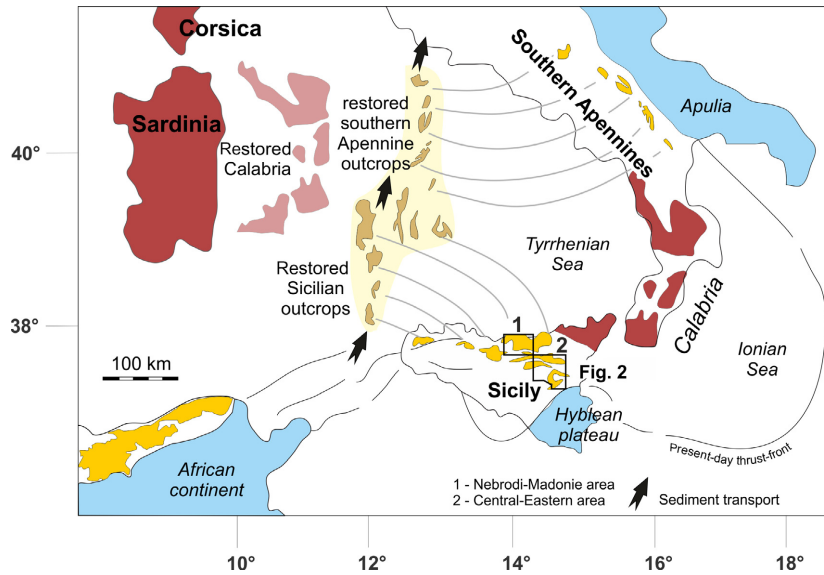 Corsica
Sardinia
Restored
Calabria
restored
southern
Apennine
outcrops
Southern Apennines
Apulia
40°
Tyrrhenian
Sea
Restored
Sicilian
outcrops
38°
Calabria
Ionian
Sea
100 km
1
2
Fig. 2
Sicily
Hyblean
plateau
Present-day thrust-front
African
continent
1 - Nebrodi-Madonie area
2 - Central-Eastern area
Sediment transport
10°
12°
14°
16°
18°